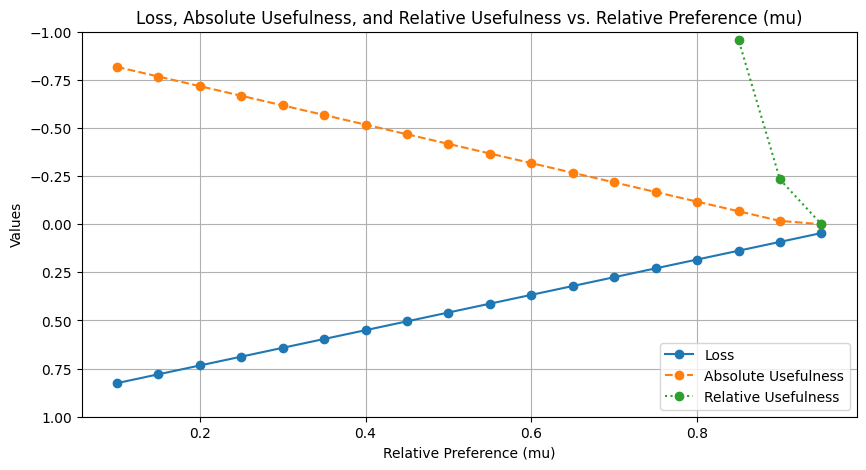 Loss, Absolute Usefulness, and Relative Usefulness vs. Relative Preference (mu)
Values
−1.00
−0.75
−0.50
−0.25
0.00
0.25
0.50
0.75
1.00
0.2
0.4
0.6
0.8
Relative Preference (mu)
Loss
Absolute Usefulness
Relative Usefulness